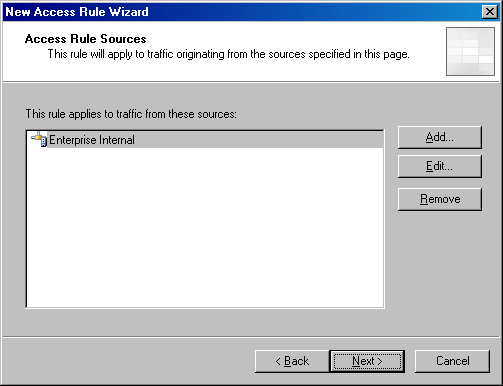 New Access Rule Wizard
Access Rule Sources
This rule will apply to traffic originating from the sources specified in this page.
This rule applies to traffic from these sources:
Enterprise Internal
Add...
Edit...
Remove
< Back
Next >
Cancel